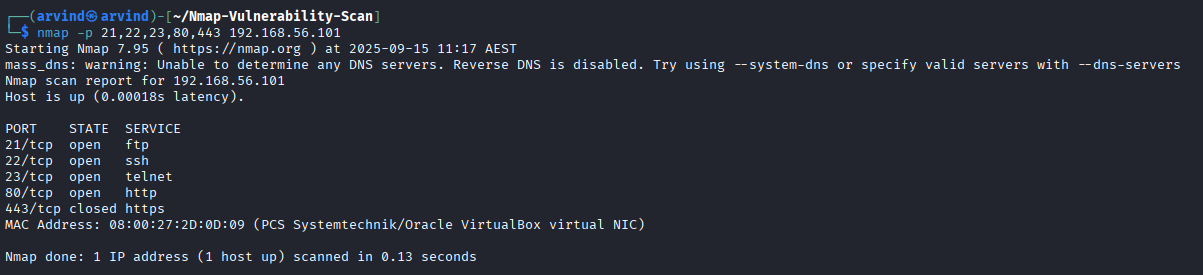 ┌──(arvind㉿arvind)-[~/Nmap-Vulnerability-Scan]
└─$ nmap -p 21,22,23,80,443 192.168.56.101
Starting Nmap 7.95 ( https://nmap.org ) at 2025-09-15 11:17 AEST
mass_dns: warning: Unable to determine any DNS servers. Reverse DNS is disabled. Try using --system-dns or specify valid servers with --dns-servers
Nmap scan report for 192.168.56.101
Host is up (0.00018s latency).

PORT    STATE  SERVICE
21/tcp  open   ftp
22/tcp  open   ssh
23/tcp  open   telnet
80/tcp  open   http
443/tcp closed https
MAC Address: 08:00:27:2D:0D:09 (PCS Systemtechnik/Oracle VirtualBox virtual NIC)

Nmap done: 1 IP address (1 host up) scanned in 0.13 seconds